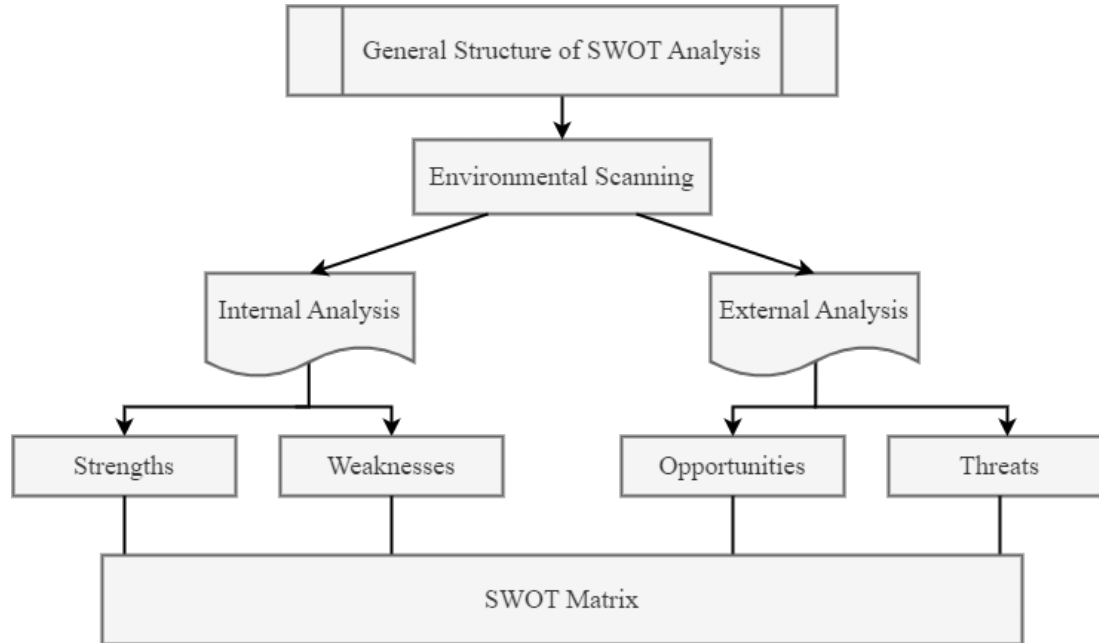 General Structure of SWOT Analysis
Environmental Scanning
Internal Analysis
External Analysis
Strengths
Weaknesses
Opportunities
Threats
SWOT Matrix